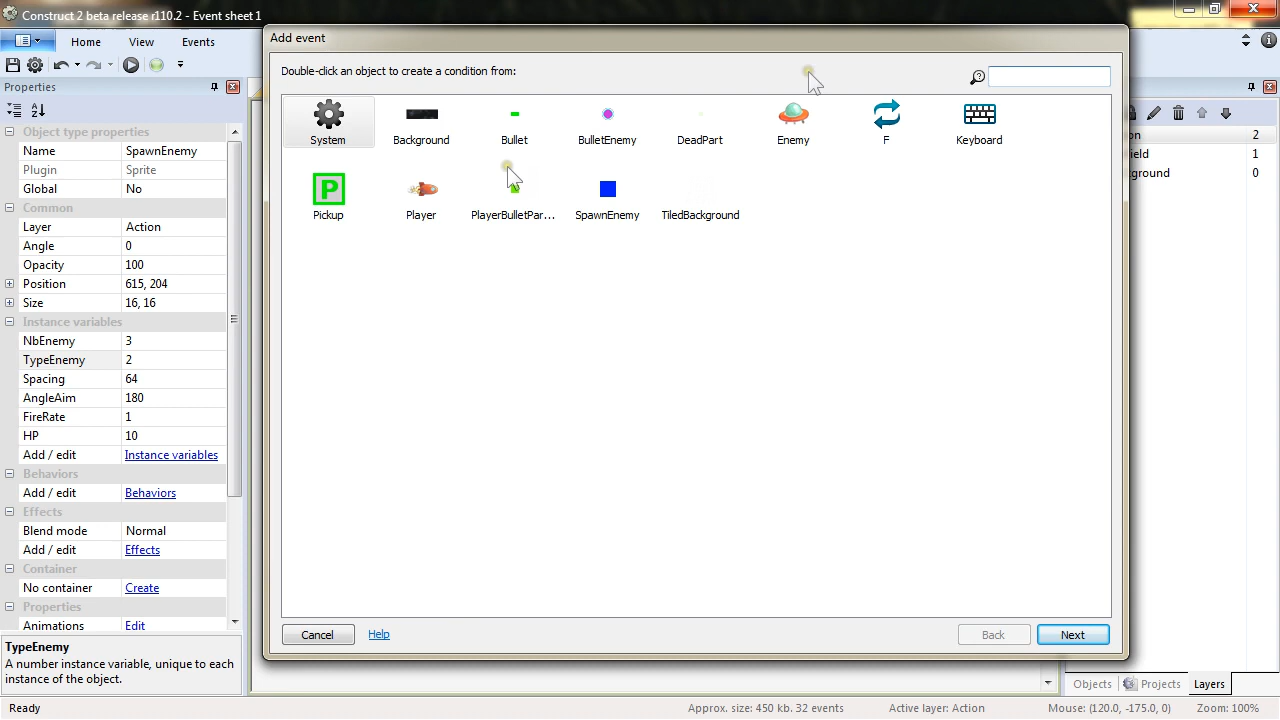 Construct 2 beta release r110.2 - Event sheet 1
Home
View
Events
Properties
Object type properties
Name SpawnEnemy
Plugin Sprite
Global No
Common
Layer Action
Angle 0
Opacity 100
Position 615, 204
Size 16, 16
Instance variables
NbEnemy 3
TypeEnemy 2
Spacing 64
AngleAim 180
FireRate 1
HP 10
Add / edit Instance variables
Behaviors
Add / edit Behaviors
Effects
Blend mode Normal
Add / edit Effects
Container
No container Create
Properties
Animations Edit
TypeEnemy
A number instance variable, unique to each
instance of the object.
Add event
Double-click an object to create a condition from:
System
Background
Bullet
BulletEnemy
DeadPart
Enemy
F
Keyboard
P
Pickup
Player
PlayerBulletPar...
SpawnEnemy
TiledBackground
Cancel
Help
Back
Next
on 2
ield 1
ground 0
Objects
Projects
Layers
Ready
Approx. size: 450 kb. 32 events
Active layer: Action
Mouse: (120.0, -175.0, 0)
Zoom: 100%